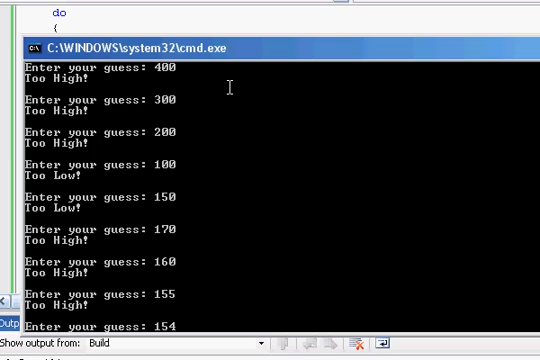 do
{
C:\WINDOWS\system32\cmd.exe
Enter your guess: 400
Too High!
Enter your guess: 300
Too High!
Enter your guess: 200
Too High!
Enter your guess: 100
Too Low!
Enter your guess: 150
Too Low!
Enter your guess: 170
Too High!
Enter your guess: 160
Too High!
Enter your guess: 155
Too High!
Enter your guess: 154
Outp
Show output from: Build